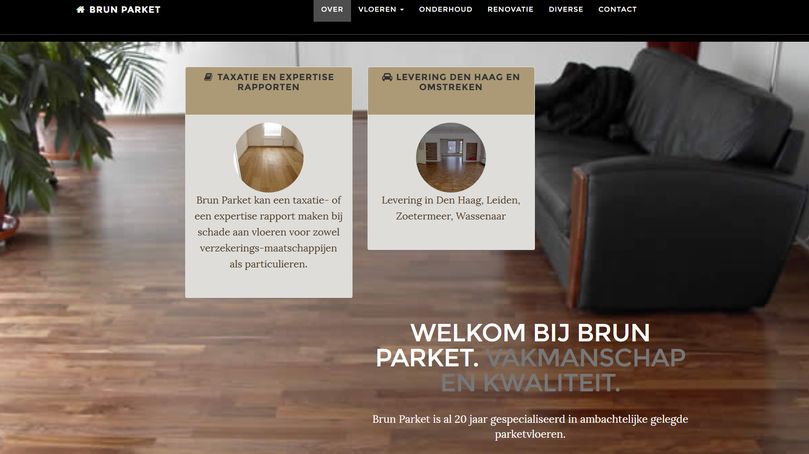 BRUN PARKET
OVER VLOEREN ONDERHOUD RENOVATIE DIVERSE CONTACT
TAXATIE EN EXPERTISE
RAPPORTEN
Brun Parket kan een taxatie- of
een expertise rapport maken bij
schade aan vloeren voor zowel
verzekerings-maatschappijen
als particulieren.
LEVERING DEN HAAG EN
OMSTREKEN
Levering in Den Haag, Leiden,
Zoetermeer, Wassenaar
WELKOM BIJ BRUN
PARKET. VAKMANSCHAP
EN KWALITEIT.
Brun Parket is al 20 jaar gespecialiseerd in ambachtelijke gelegde
parketvloeren.